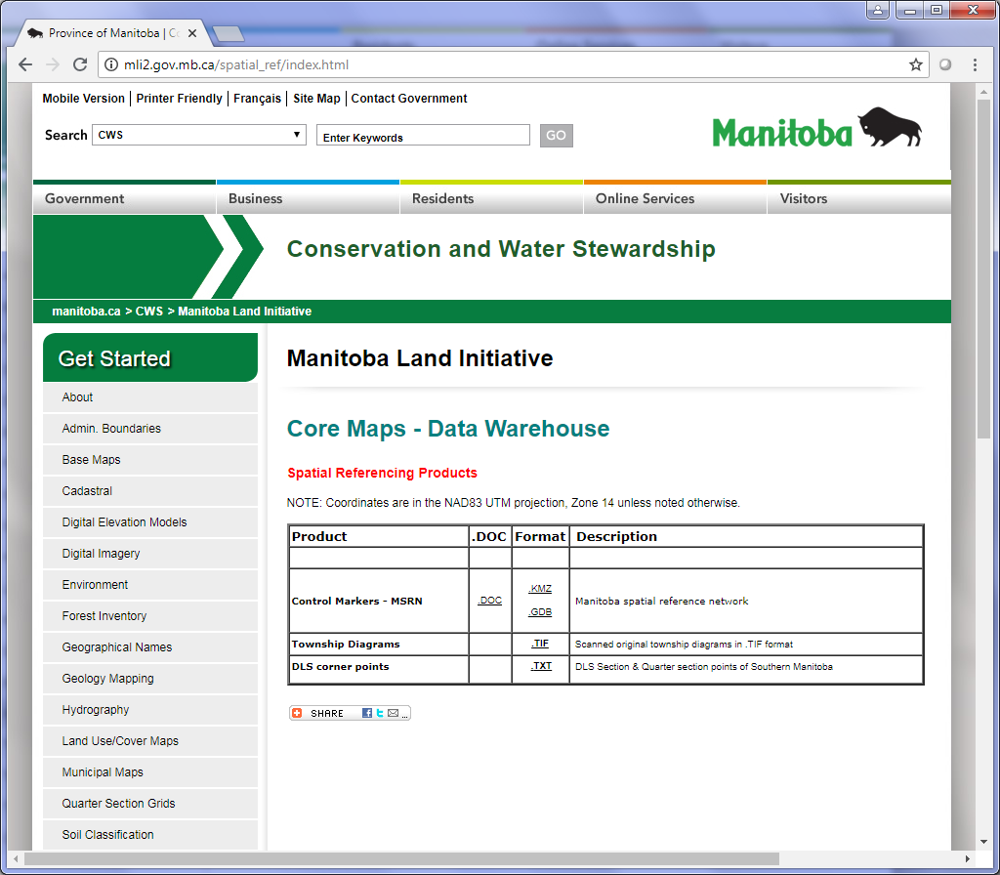 Province of Manitoba | Co
mli2.gov.mb.ca/spatial_ref/index.html
Mobile Version | Printer Friendly | Français | Site Map | Contact Government
Search CWS Enter Keywords GO
Manitoba
Government Business Residents Online Services Visitors
Conservation and Water Stewardship
manitoba.ca > CWS > Manitoba Land Initiative
Get Started
About
Admin. Boundaries
Base Maps
Cadastral
Digital Elevation Models
Digital Imagery
Environment
Forest Inventory
Geographical Names
Geology Mapping
Hydrography
Land Use/Cover Maps
Municipal Maps
Quarter Section Grids
Soil Classification
Manitoba Land Initiative
Core Maps - Data Warehouse
Spatial Referencing Products
NOTE: Coordinates are in the NAD83 UTM projection, Zone 14 unless noted otherwise.
Product .DOC Format Description
Control Markers - MSRN .DOC .KMZ .GDB Manitoba spatial reference network
Township Diagrams .TIF Scanned original township diagrams in .TIF format
DLS corner points .TXT DLS Section & Quarter section points of Southern Manitoba
SHARE ...